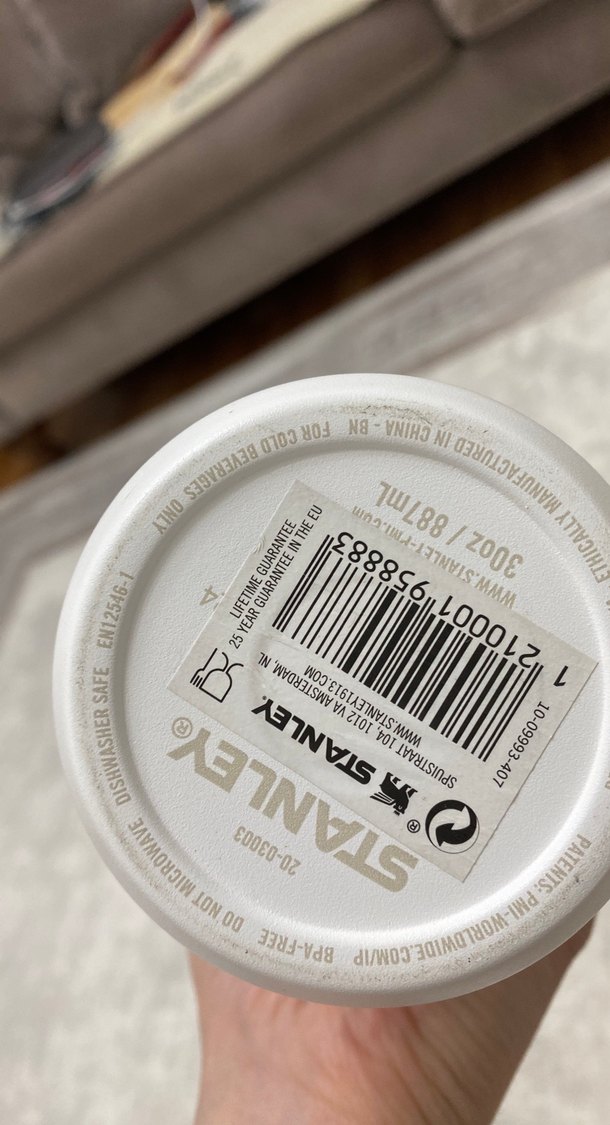 LIFETIME GUARANTEE
25 YEAR GUARANTEE IN THE EU
1 210001 958883
10-09993-407
STANLEY®
SPUISTRAAT 104, 1012 VA AMSTERDAM, NL
WWW.STANLEY1913.COM
STANLEY®
20-03003
30oz / 887mL
WWW.STANLEY-PMI.COM
ETHICALLY MANUFACTURED IN CHINA - BN
FOR COLD BEVERAGES ONLY
EN12546-1
DISHWASHER SAFE
DO NOT MICROWAVE
BPA-FREE
PATENTS: PMI-WORLDWIDE.COM/IP